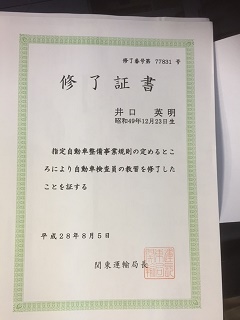 修了番号第 77831 号
修了証書
井口 英明
昭和49年12月23日生
指定自動車整備事業規則の定めるとこ
ろにより自動車検査員の教習を修了した
ことを証する
平成28年8月5日
関東運輸局長